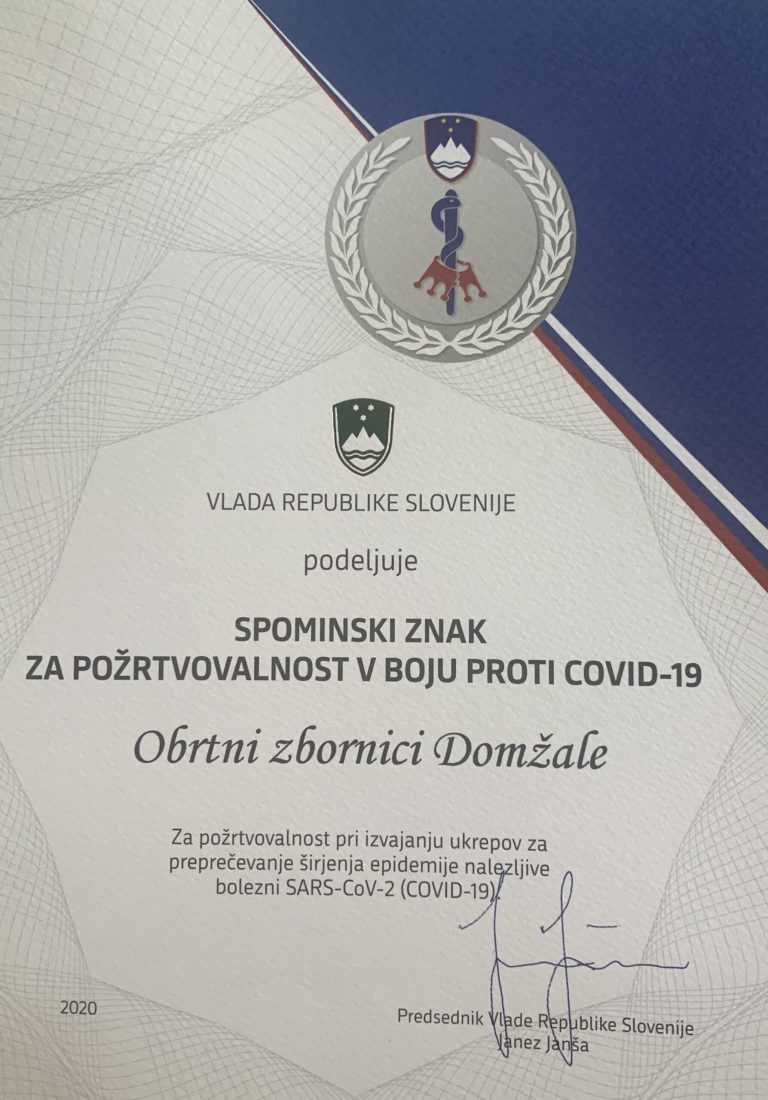 VLADA REPUBLIKE SLOVENIJE
podeljuje
SPOMINSKI ZNAK
ZA POŽRTVOVALNOST V BOJU PROTI COVID-19
Obrtni zbornici Domžale
Za požrtvovalnost pri izvajanju ukrepov za
preprečevanje širjenja epidemije nalezljive
bolezni SARS-CoV-2 (COVID-19).
2020
Predsednik Vlade Republike Slovenije
Janez Janša